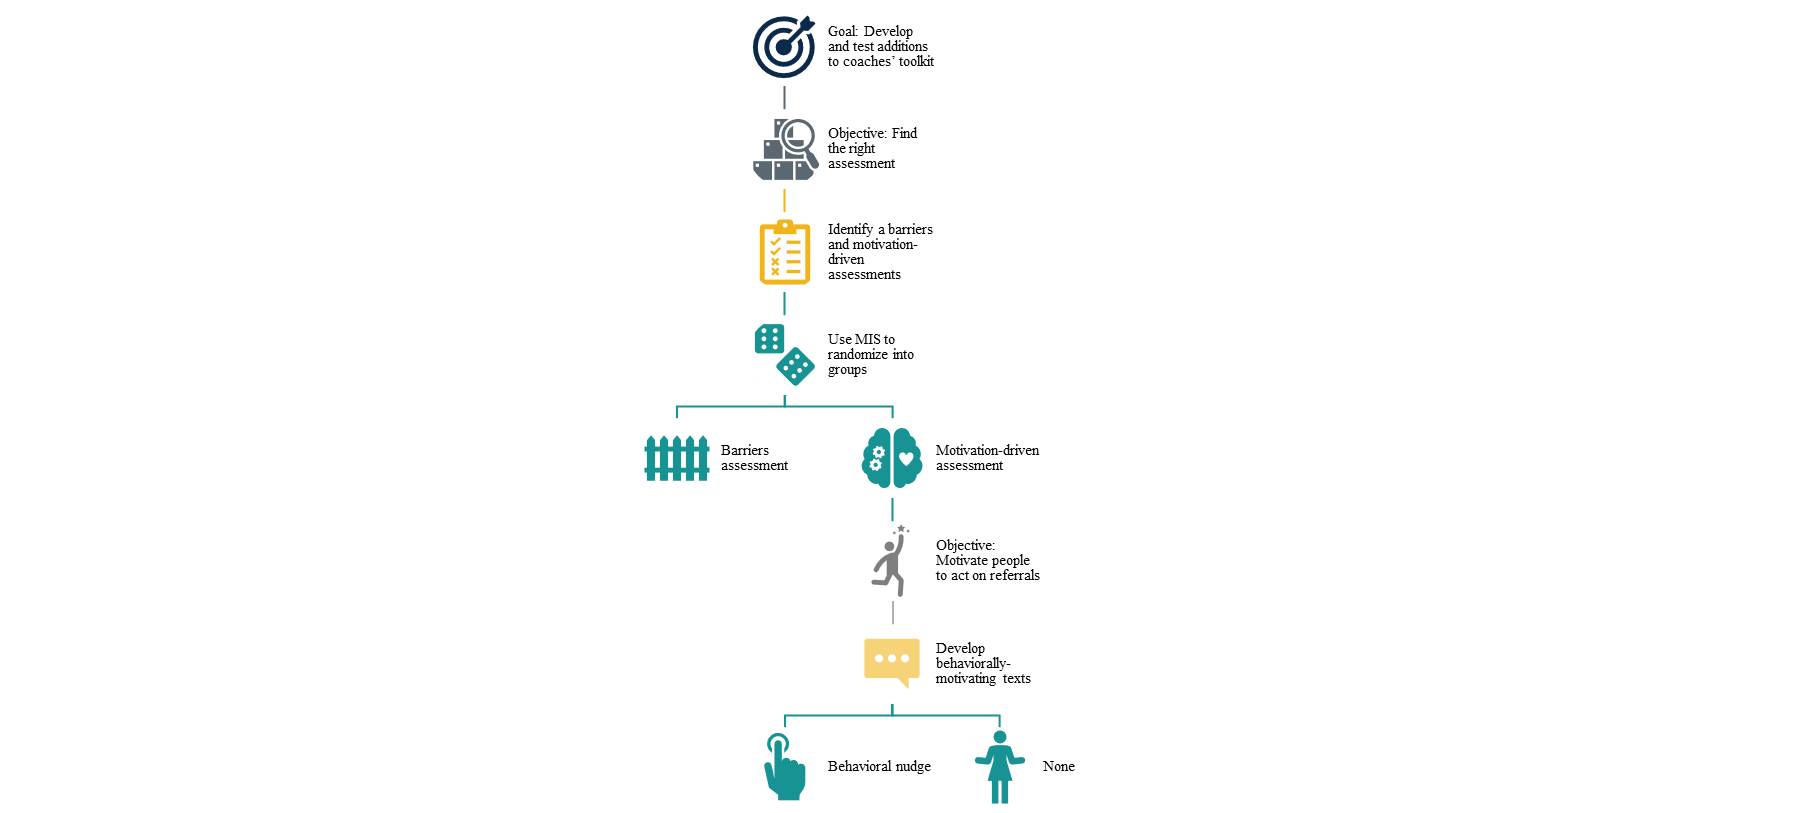 Goal: Develop
and test additions
to coaches’ toolkit
Objective: Find
the right
assessment
Identify a barriers
and motivation-
driven
assessments
Use MIS to
randomize into
groups
Barriers
assessment
Motivation-driven
assessment
Objective:
Motivate people
to act on referrals
Develop
behaviorally-
motivating texts
Behavioral nudge
None